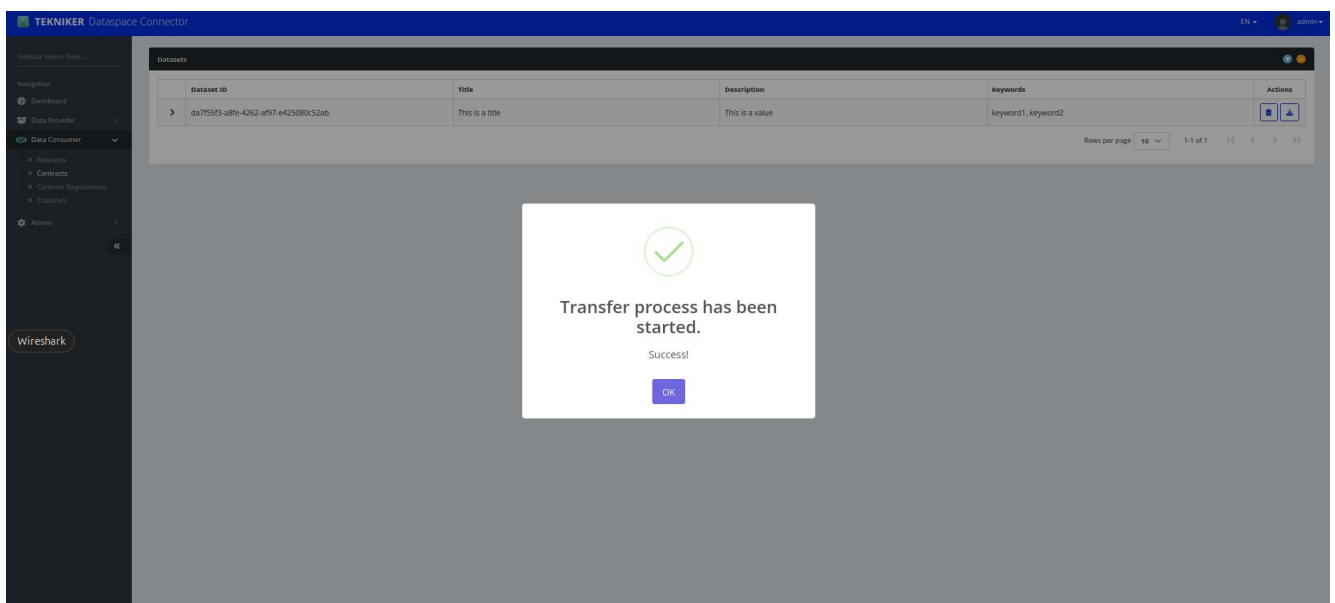 TEKNIKER Dataspace Connector
EN
admin
Sidebar menu filter...
Navigation
Dashboard
Data Provider
Data Consumer
Requests
Contracts
Contract Negotiations
Transfers
Admin
Wireshark
Datasets
Dataset ID Title Description Keywords Actions
da7f55f3-a8fe-4262-af97-e425080c52ab This is a title This is a value keyword1, keyword2
Rows per page 10 1-1 of 1
Transfer process has been
started.
Success!
OK